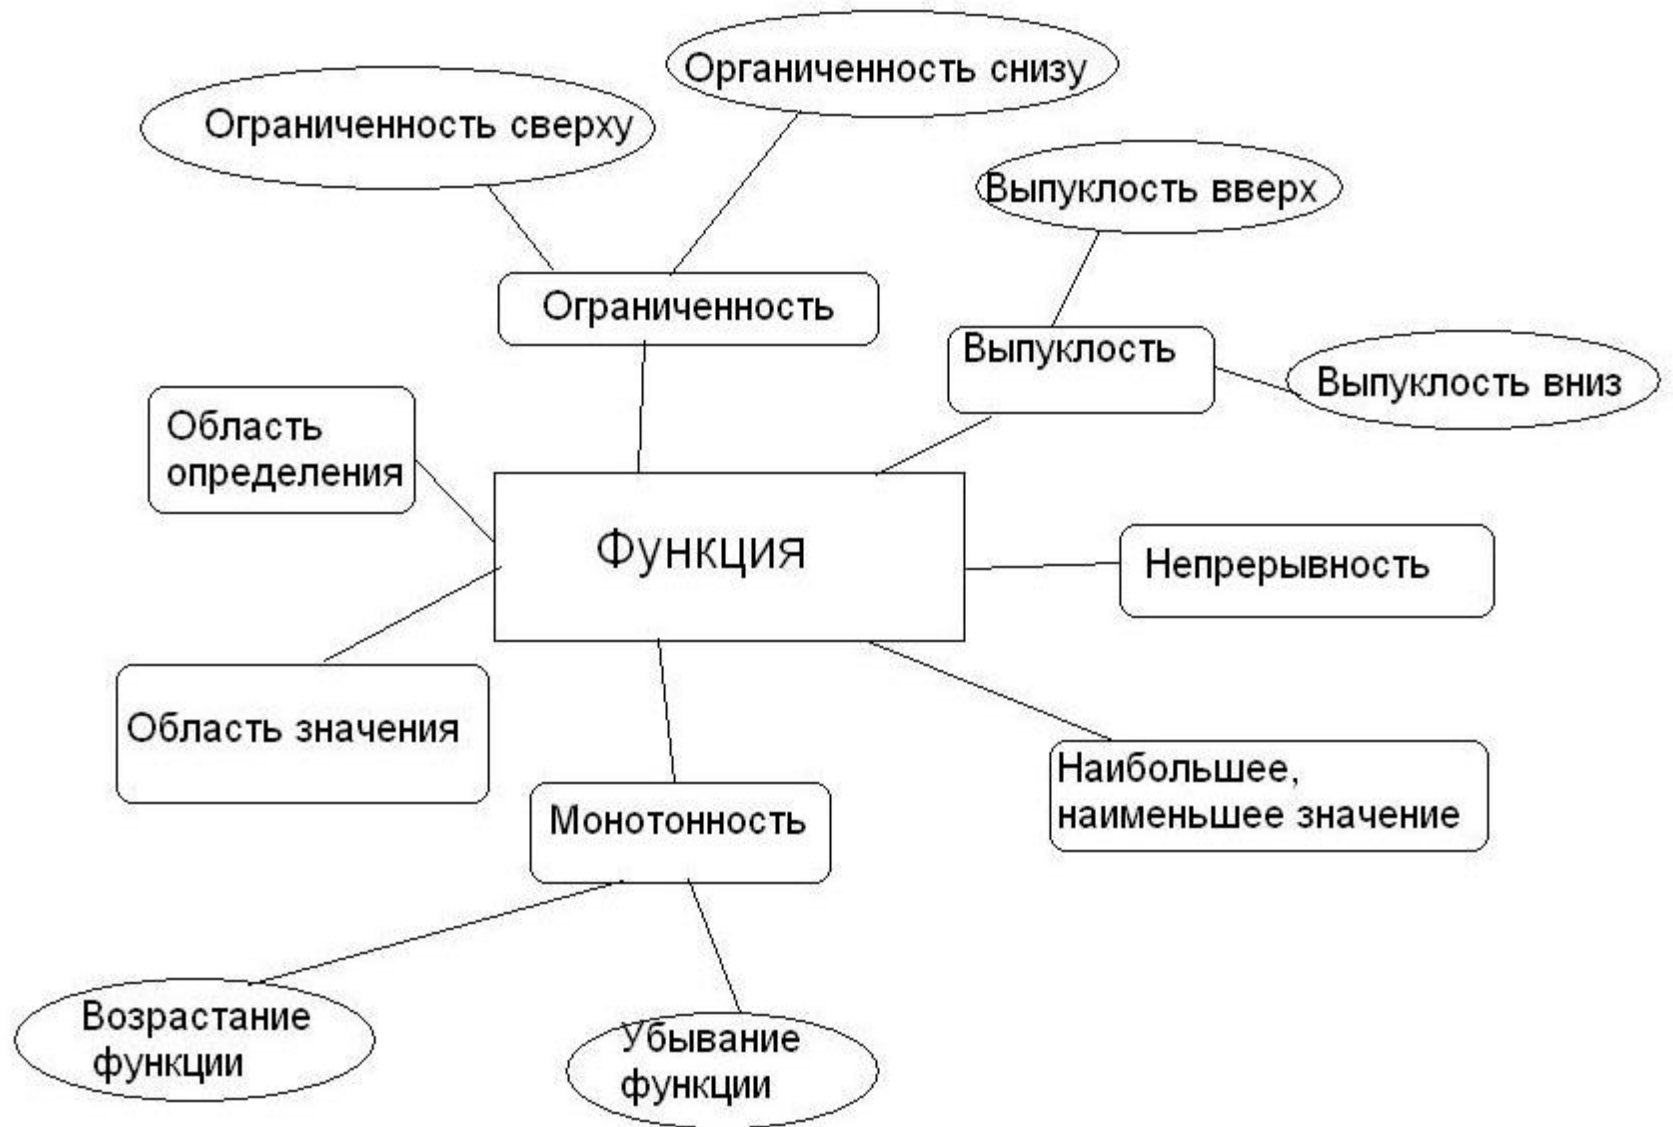 Органиченность снизу
Ограниченность сверху
Выпуклость вверх
Ограниченность
Выпуклость
Выпуклость вниз
Область
определения
Функция
Непрерывность
Область значения
Наибольшее,
наименьшее значение
Монотонность
Возрастание
функции
Убывание
функции